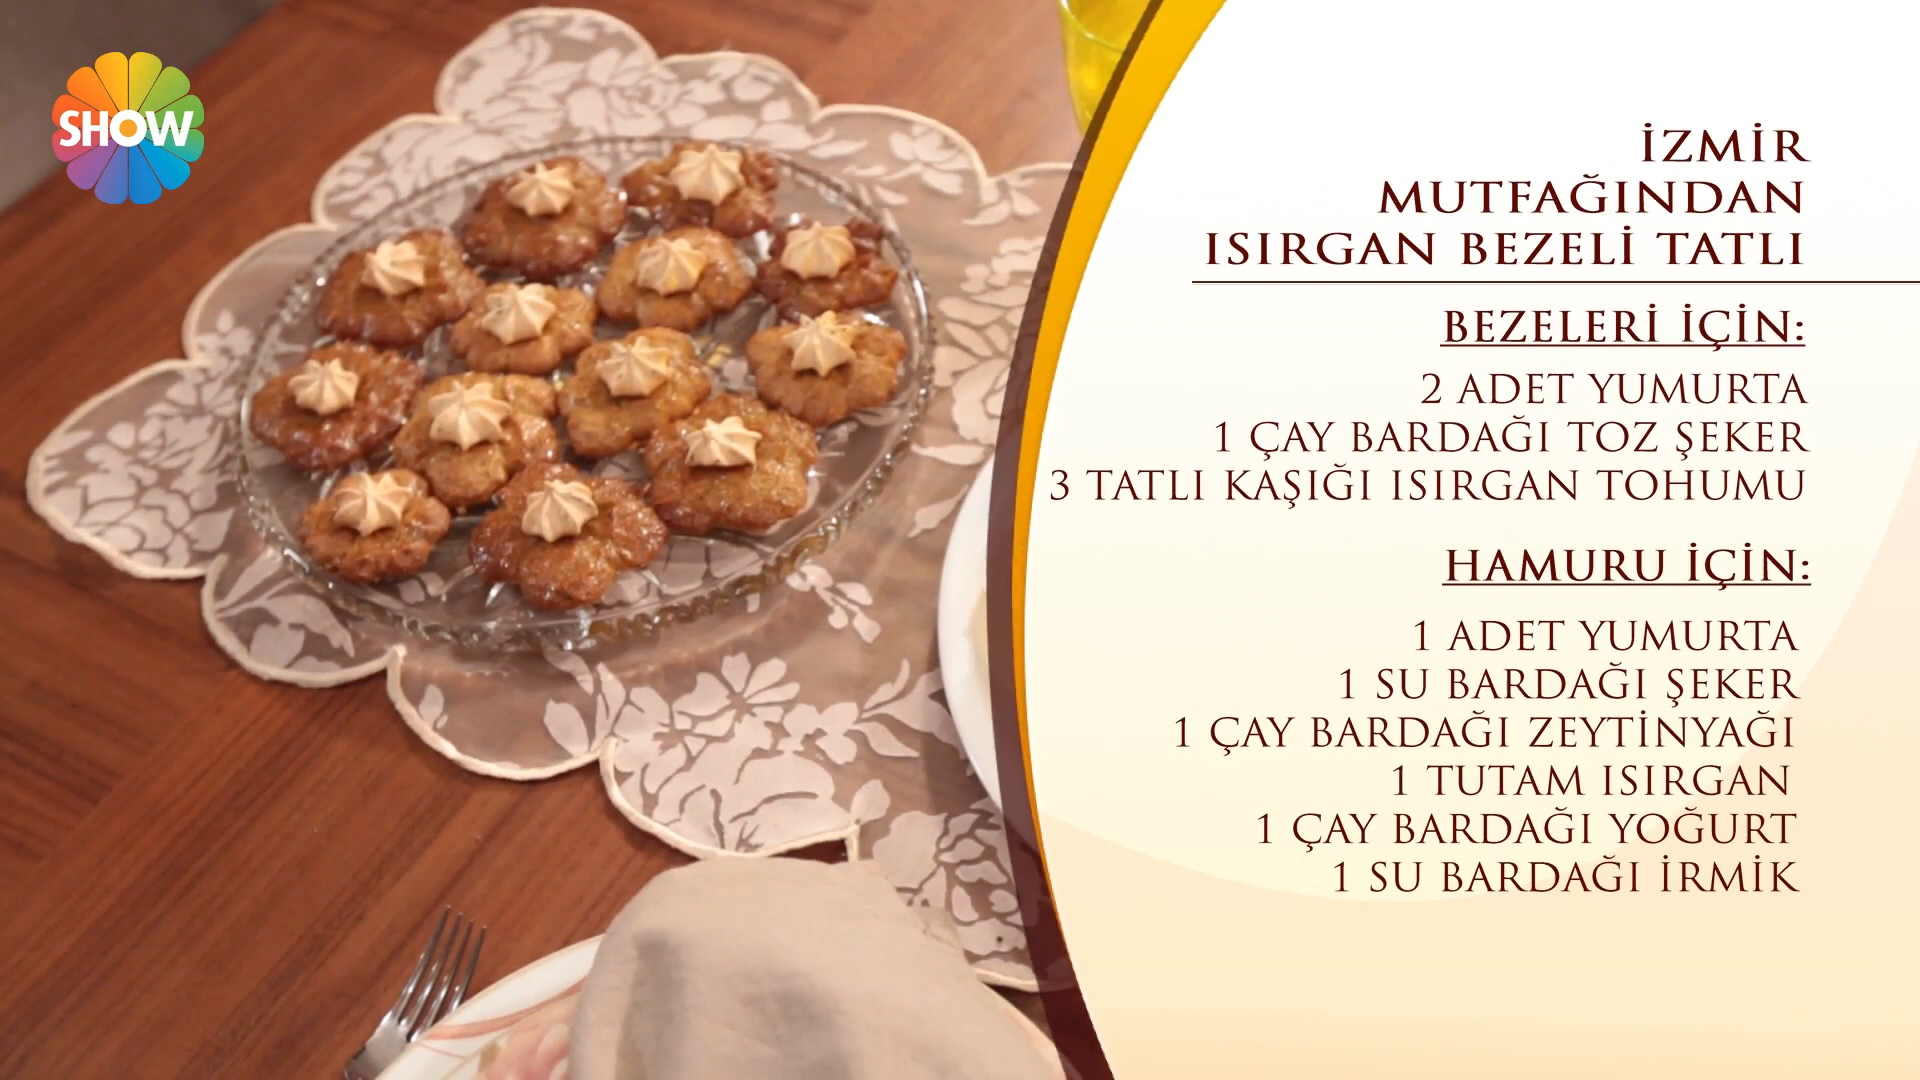 SHOW
İZMİR
MUTFAĞINDAN
ISIRGAN BEZELİ TATLI
BEZELERİ İÇİN:
2 ADET YUMURTA
1 ÇAY BARDAĞI TOZ ŞEKER
3 TATLI KAŞIĞI ISIRGAN TOHUMU
HAMURU İÇİN:
1 ADET YUMURTA
1 SU BARDAĞI ŞEKER
1 ÇAY BARDAĞI ZEYTİNYAĞI
1 TUTAM ISIRGAN
1 ÇAY BARDAĞI YOĞURT
1 SU BARDAĞI İRMİK